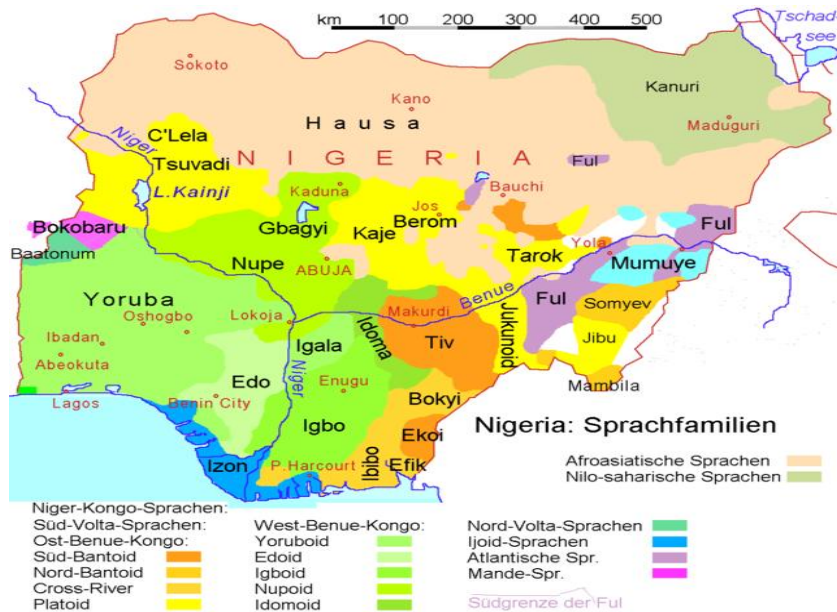 km 0 100 200 300 400 500
Tschad-
see
Sokoto
Kanuri
Kano
Maduguri
Hausa
Niger
C'Lela
Tsuvadi
NIGERIA
Ful
L.Kainji
Kaduna
Bauchi
Jos
Bokobaru
Gbagyi
Kaje
Berom
Ful
Baatonum
Nupe
ABUJA
Tarok
Yola
Mumuye
Yoruba
Benue
Ful
Oshogbo
Lokoja
Makurdi
Somyev
Ibadan
Idoma
Tiv
Jukunoid
Jibu
Abeokuta
Igala
Niger
Edo
Enugu
Mambila
Lagos
Benin City
Bokyi
Igbo
Nigeria: Sprachfamilien
Ekoi
Izon
P.Harcourt
Ibibo
Efik
Afroasiatische Sprachen
Nilo-saharische Sprachen
Niger-Kongo-Sprachen:
Süd-Volta-Sprachen:
Ost-Benue-Kongo:
Süd-Bantoid
Nord-Bantoid
Cross-River
Platoid
West-Benue-Kongo:
Yoruboid
Edoid
Igboid
Nupoid
Idomoid
Nord-Volta-Sprachen
Ijoid-Sprachen
Atlantische Spr.
Mande-Spr.
Südgrenze der Ful